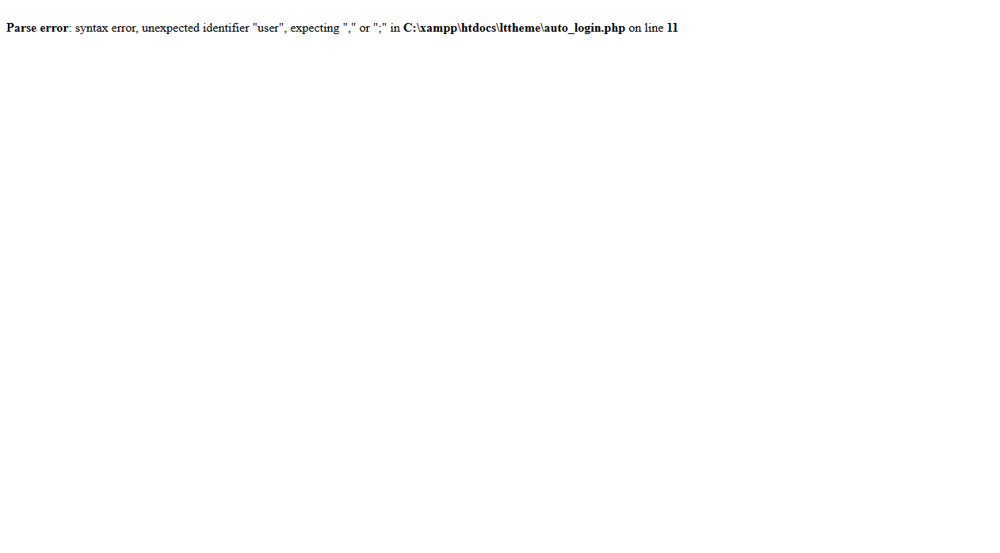 Parse error: syntax error, unexpected identifier "user", expecting "," or ";" in C:\xampp\htdocs\lttheme\auto_login.php on line 11